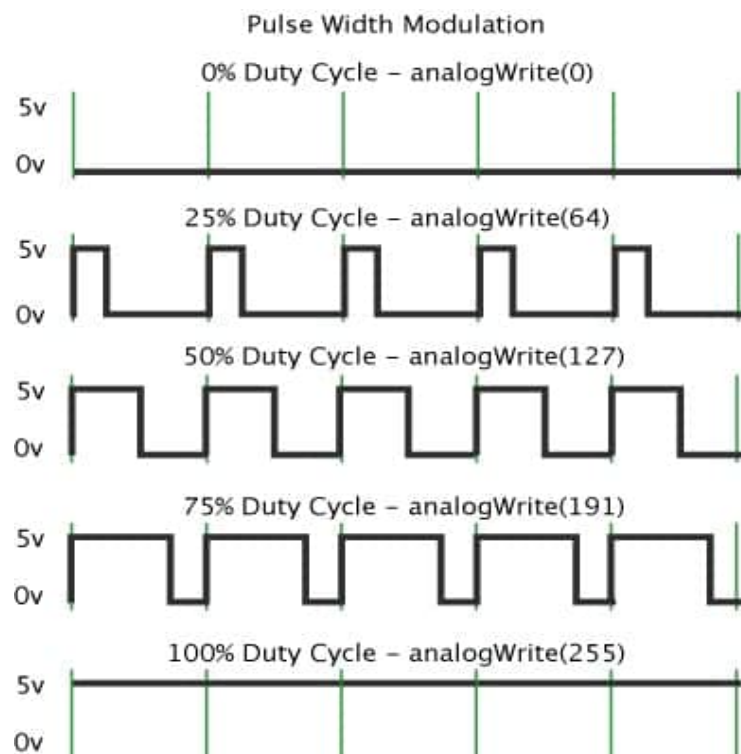 Pulse Width Modulation
0% Duty Cycle – analogWrite(0)
5v
0v
25% Duty Cycle – analogWrite(64)
5v
0v
50% Duty Cycle – analogWrite(127)
5v
0v
75% Duty Cycle – analogWrite(191)
5v
0v
100% Duty Cycle – analogWrite(255)
5v
0v